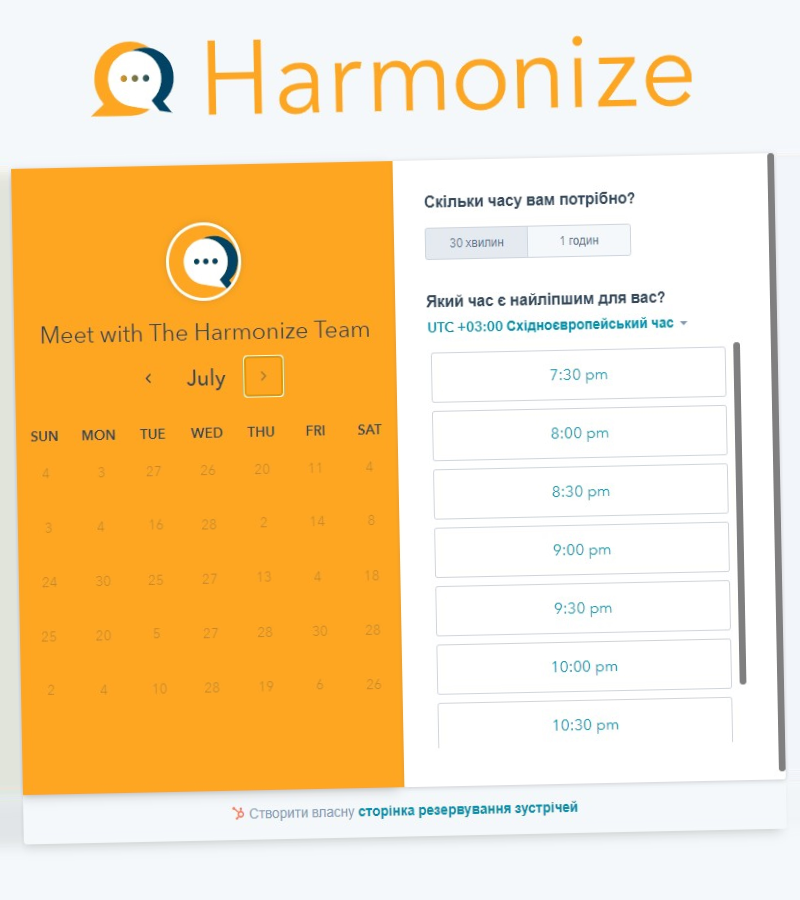 Harmonize
Meet with The Harmonize Team
July
SUN MON TUE WED THU FRI SAT
4 3 27 26 20 11 4
3 4 16 28 2 14 8
24 30 25 27 13 4 18
25 20 5 27 28 30 28
2 4 10 28 19 6 26
Скільки часу вам потрібно?
30 хвилин 1 годин
Який час є найліпшим для вас?
UTC +03:00 Східноєвропейський час
7:30 pm
8:00 pm
8:30 pm
9:00 pm
9:30 pm
10:00 pm
10:30 pm
Створити власну сторінка резервування зустрічей